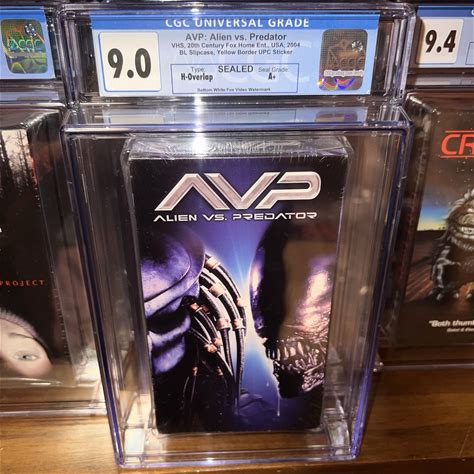 CGC UNIVERSAL GRADE
9.0
AVP: Alien vs. Predator
VHS, 20th Century Fox Home Ent., USA, 2004
BL Slipcase, Yellow Border UPC Sticker
Type:
H-Overlap
SEALED
Seal Grade:
A+
Bottom White Fox Video Watermark
CGC
9.4
AVP
ALIEN VS. PREDATOR
PROJECT
CR
"Both thum